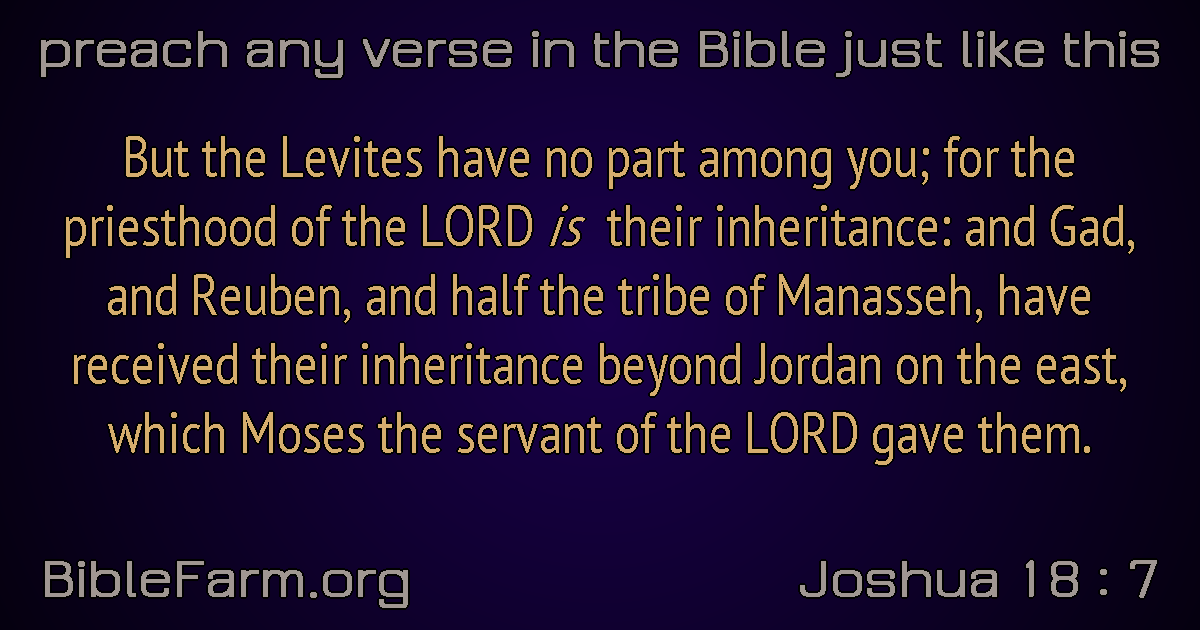 preach any verse in the Bible just like this
But the Levites have no part among you; for the
priesthood of the LORD is their inheritance: and Gad,
and Reuben, and half the tribe of Manasseh, have
received their inheritance beyond Jordan on the east,
which Moses the servant of the LORD gave them.
BibleFarm.org
Joshua 18 : 7